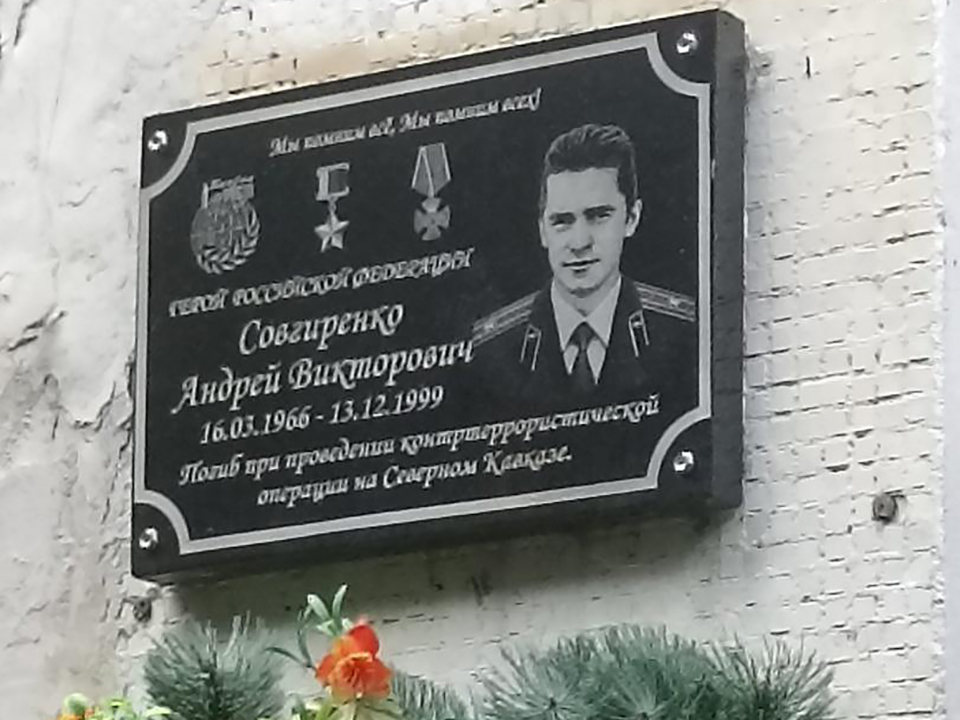 Мы помним всё, Мы помним всех!
ГЕРОЙ РОССИЙСКОЙ ФЕДЕРАЦИИ
Совгиренко
Андрей Викторович
16.03.1966 - 13.12.1999
Погиб при проведении контртеррористической
операции на Северном Кавказе.